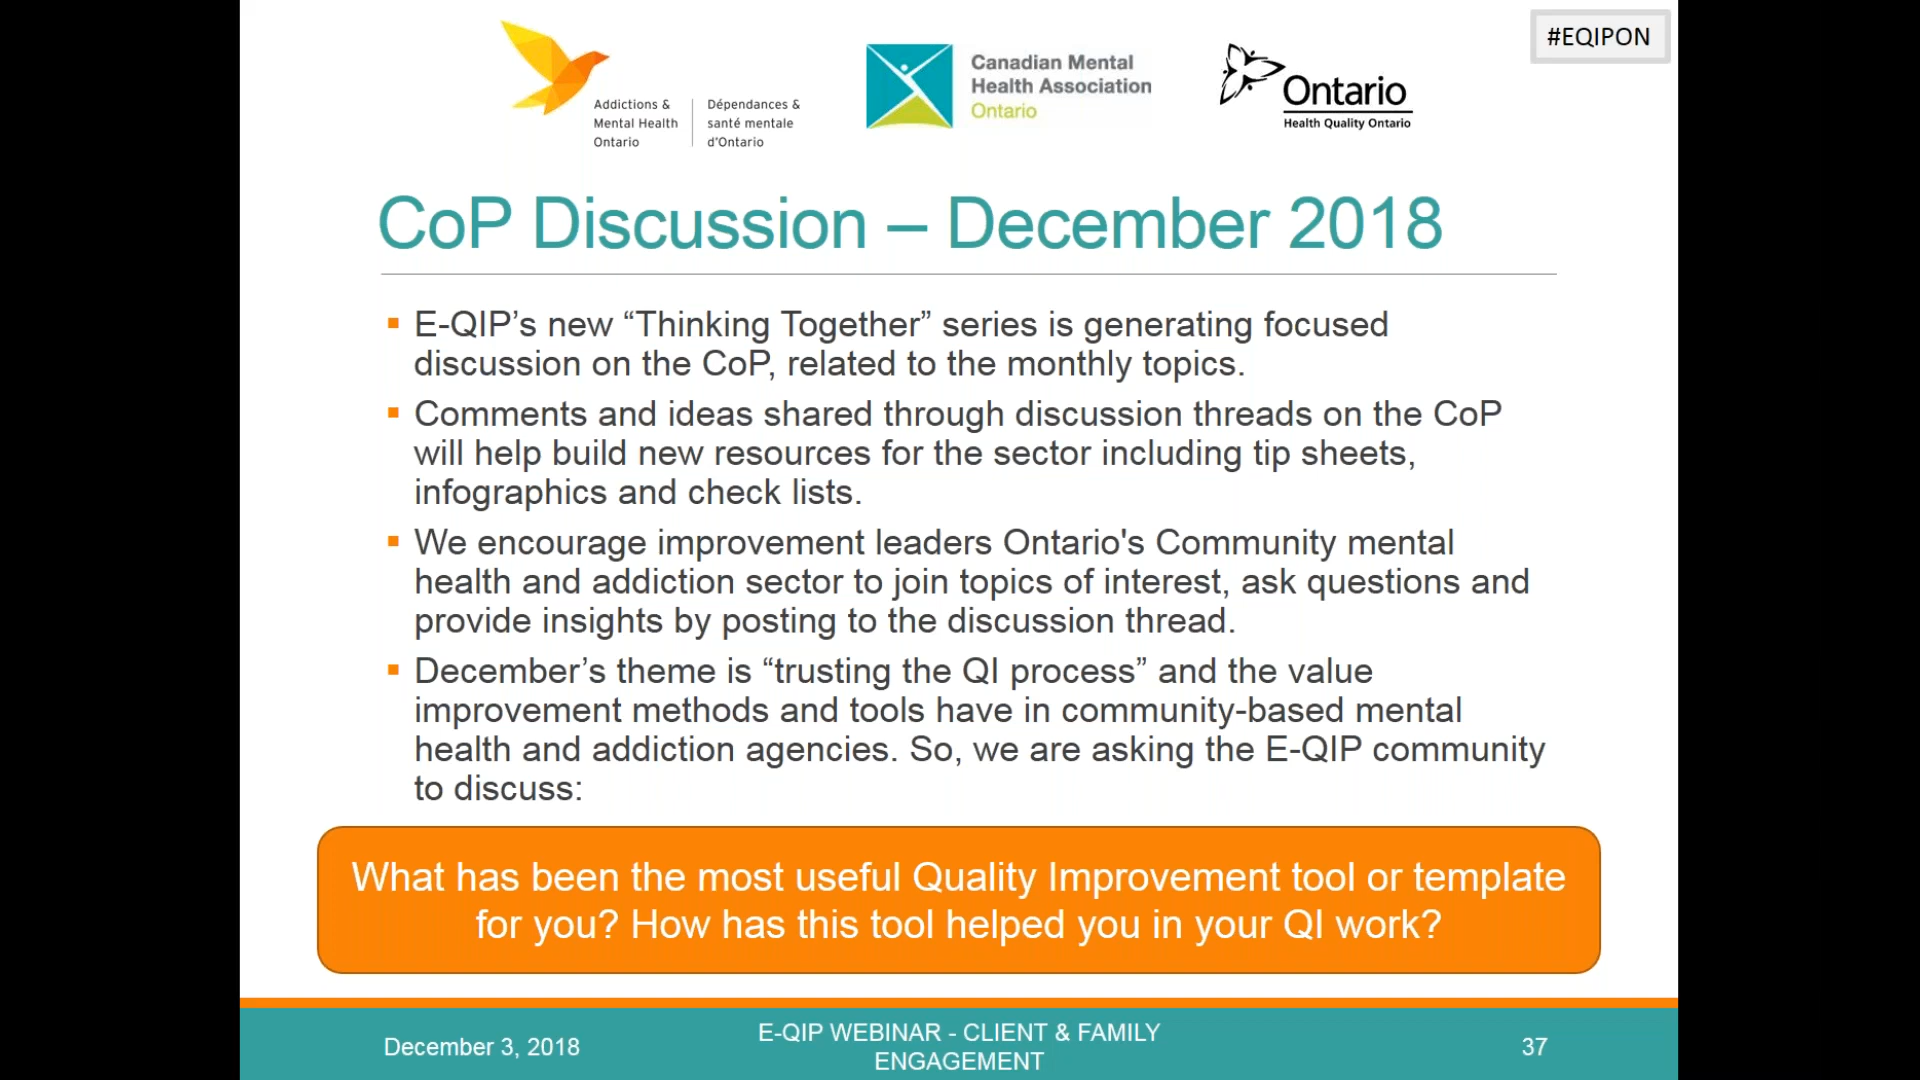 #EQIPON
Addictions &
Mental Health
Ontario
Dépendances &
santé mentale
d'Ontario
Canadian Mental
Health Association
Ontario
Ontario
Health Quality Ontario
CoP Discussion – December 2018
E-QIP’s new “Thinking Together” series is generating focused
discussion on the CoP, related to the monthly topics.
Comments and ideas shared through discussion threads on the CoP
will help build new resources for the sector including tip sheets,
infographics and check lists.
We encourage improvement leaders Ontario's Community mental
health and addiction sector to join topics of interest, ask questions and
provide insights by posting to the discussion thread.
December’s theme is “trusting the QI process” and the value
improvement methods and tools have in community-based mental
health and addiction agencies. So, we are asking the E-QIP community
to discuss:
What has been the most useful Quality Improvement tool or template
for you? How has this tool helped you in your QI work?
December 3, 2018
E-QIP WEBINAR - CLIENT & FAMILY
ENGAGEMENT
37